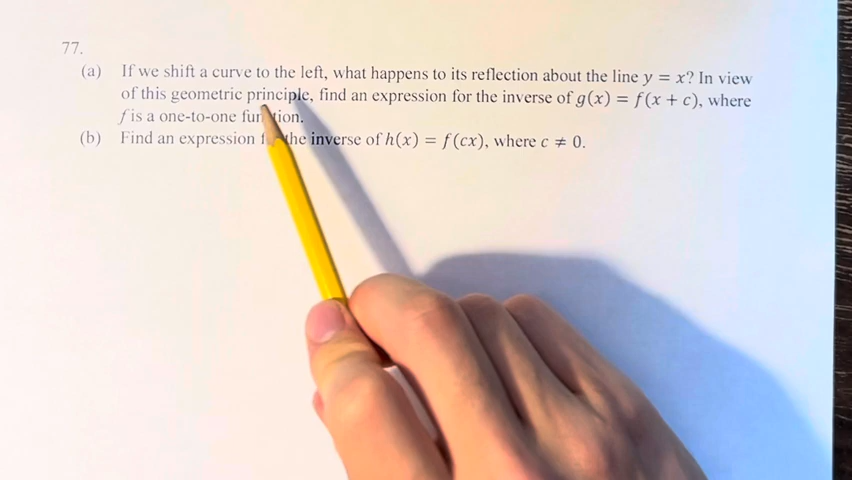 77.
(a) If we shift a curve to the left, what happens to its reflection about the line y = x? In view
of this geometric principle, find an expression for the inverse of g(x) = f(x + c), where
f is a one-to-one function.
(b) Find an expression the inverse of h(x) = f(cx), where c ≠ 0.